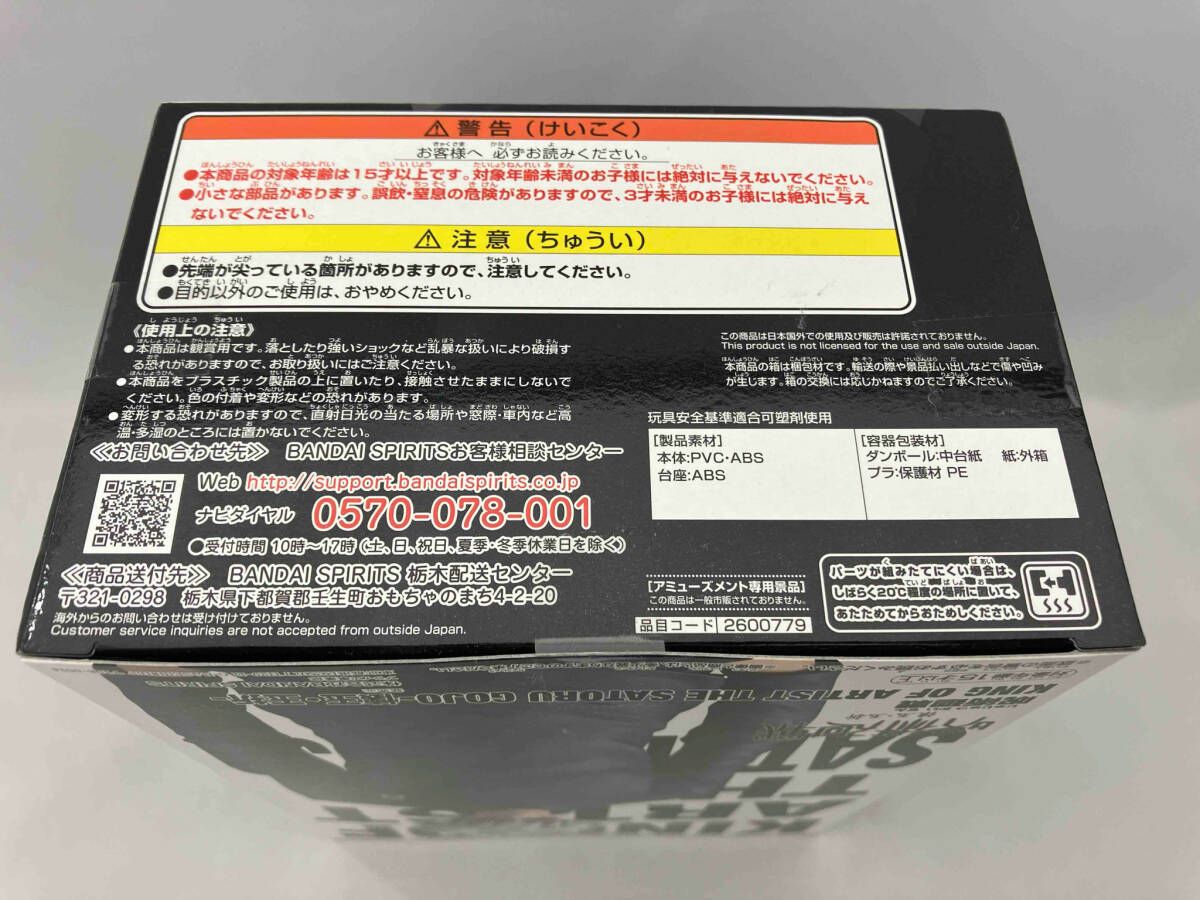 ⚠ 警告（けいこく）
お客様へ 必ずお読みください。
●本商品の対象年齢は15才以上です。対象年齢未満のお子様には絶対に与えないでください。
●小さな部品があります。誤飲・窒息の危険がありますので、3才未満のお子様には絶対に与え
ないでください。
⚠ 注意（ちゅうい）
●先端が尖っている箇所がありますので、注意してください。
●目的以外のご使用は、おやめください。
《使用上の注意》
●本商品は観賞用です。落としたり強いショックなど乱暴な扱いにより破損す
る恐れがありますので、お取り扱いにはご注意ください。
●本商品をプラスチック製品の上に置いたり、接触させたままにしないで
ください。色の付着や変形などの恐れがあります。
●変形する恐れがありますので、直射日光の当たる場所や窓際・車内など高
温・多湿のところには置かないでください。
この商品は日本国外での使用及び販売は許諾されておりません。
This product is not licensed for the use and sale outside Japan.
本商品の箱は梱包材です。輸送の際や景品払い出しなどで傷や凹み
が生じます。箱の交換には応じかねますのでご了承ください。
《お問い合わせ先》 BANDAI SPIRITSお客様相談センター
Web http://support.bandaispirits.co.jp
ナビダイヤル 0570-078-001
●受付時間 10時～17時（土、日、祝日、夏季・冬季休業日を除く）
《商品送付先》 BANDAI SPIRITS 栃木配送センター
〒321-0298 栃木県下都賀郡壬生町おもちゃのまち4-2-20
海外からのお問い合わせは受け付けておりません。
Customer service inquiries are not accepted from outside Japan.
玩具安全基準適合可塑剤使用
[製品素材]
本体:PVC・ABS
台座:ABS
[容器包装材]
ダンボール:中台紙 紙:外箱
プラ:保護材 PE
[アミューズメント専用景品]
この商品は一般市販されておりません。
品目コード 2600779
パーツが組みたてにくい場合は、
しばらく20℃程度の場所に置いて、
あたためてからおためしください。
KING OF ARTIST THE SATORU GOJO
対象年齢15才以上
呪術廻戦
KING OF
ARTIST
TH
SAT